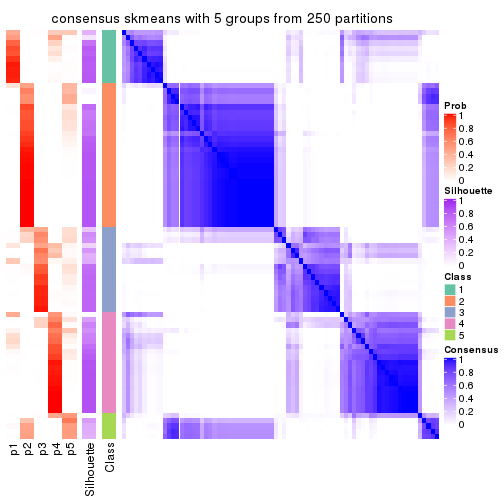 consensus skmeans with 5 groups from 250 partitions
Prob
1
0.8
0.6
0.4
0.2
0
Silhouette
1
0.8
0.6
0.4
0.2
0
Class
1
2
3
4
5
Consensus
1
0.8
0.6
0.4
0.2
0
p1
p2
p3
p4
p5
Silhouette
Class